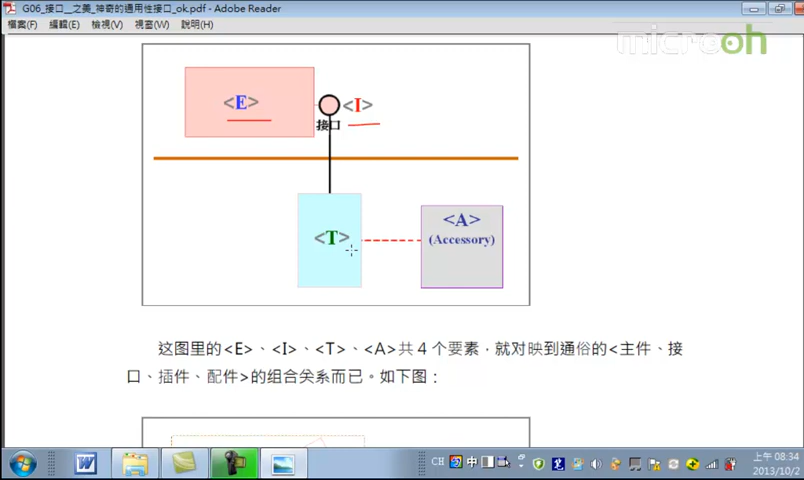 G06_接口__之美_神奇的通用性接口_ok.pdf - Adobe Reader
檔案(F) 編輯(E) 檢視(V) 視窗(W) 說明(H)
microoh
<E>
<I>
接口
<T>
<A>
(Accessory)
这图里的<E>、<I>、<T>、<A>共 4 个要素，就对映到通俗的<主件、接
口、插件、配件>的组合关系而已。如下图：
CH 中
上午 08:34
2013/10/2